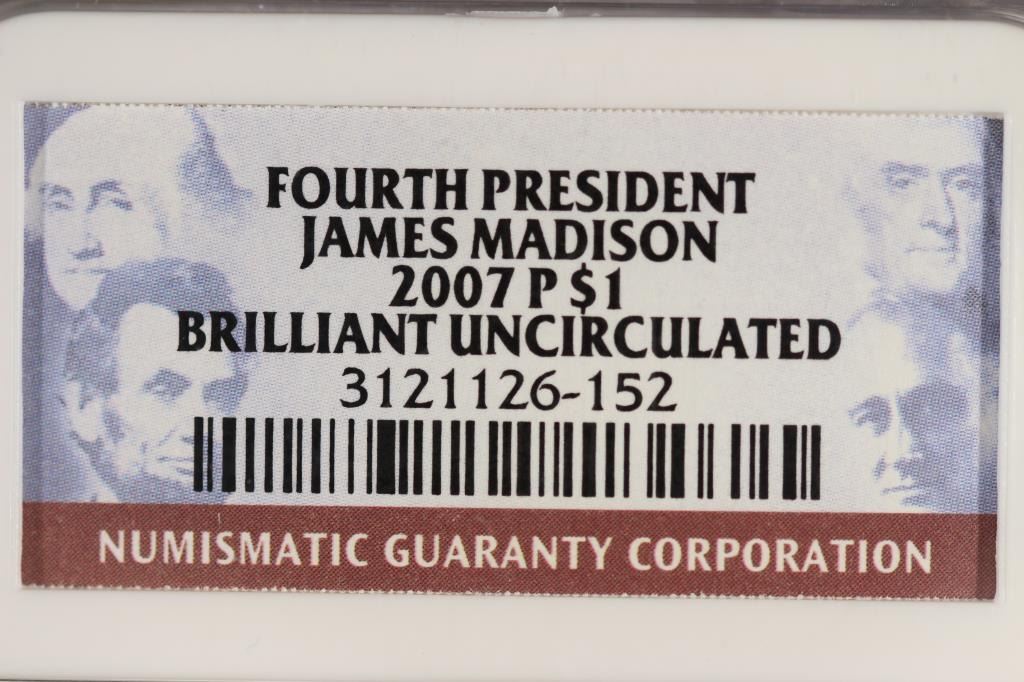 FOURTH PRESIDENT
JAMES MADISON
2007 P $1
BRILLIANT UNCIRCULATED
3121126-152
NUMISMATIC GUARANTY CORPORATION